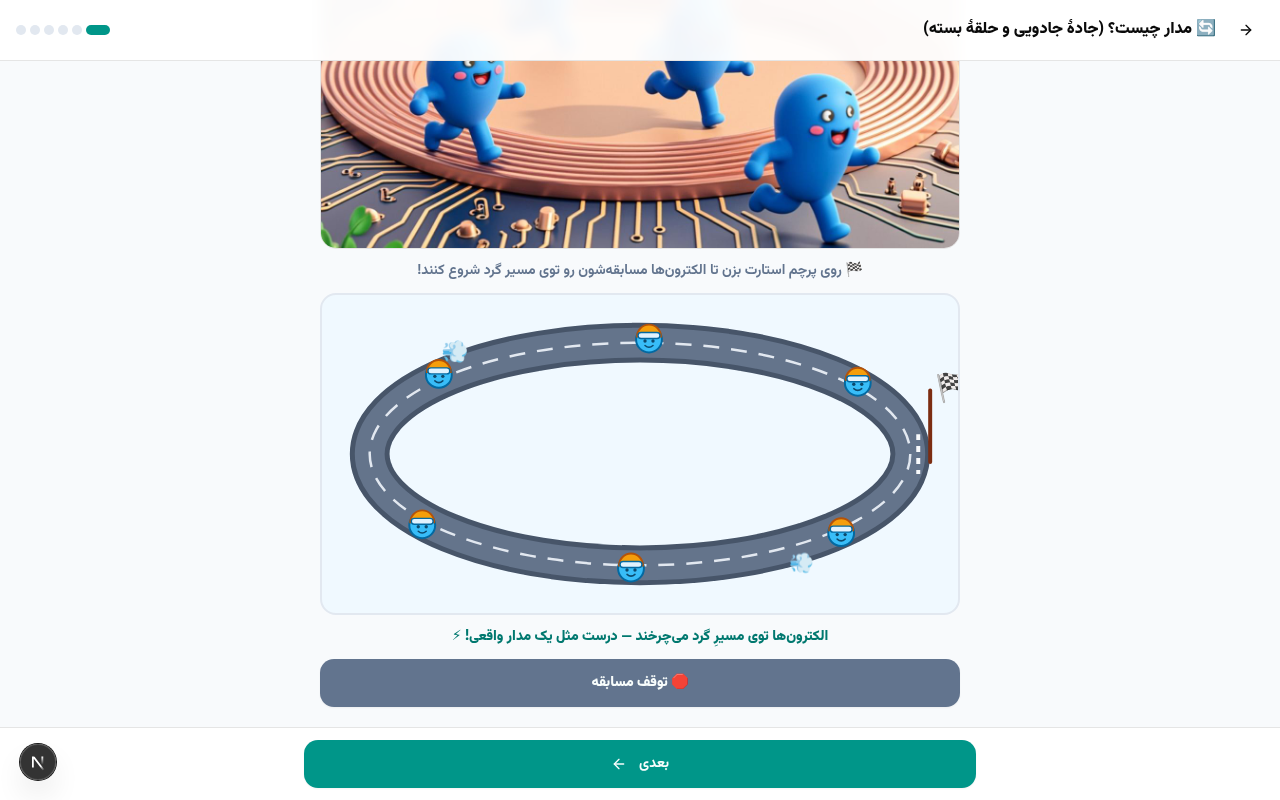 🔄 مدار چیست؟ (جادهٔ جادویی و حلقهٔ بسته)
🏁 روی پرچم استارت بزن تا الکترون‌ها مسابقه‌شون رو توی مسیر گرد شروع کنند!
الکترون‌ها توی مسیرِ گرد می‌چرخند — درست مثل یک مدار واقعی! ⚡
🛑 توقف مسابقه
بعدی
N